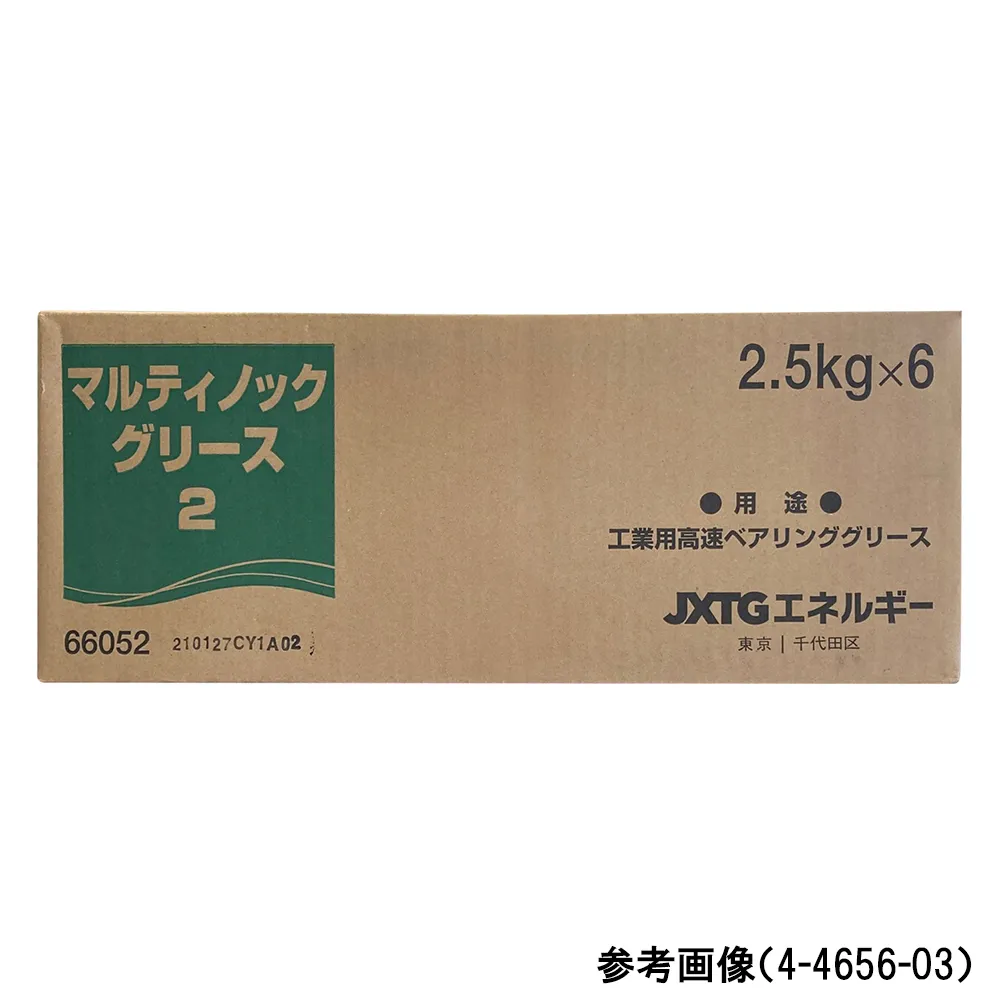 マルティノック
グリース
2
2.5kg×6
●用途●
工業用高速ベアリンググリース
JXTGエネルギー
東京|千代田区
66052 210127CY1A02
参考画像(4-4656-03)